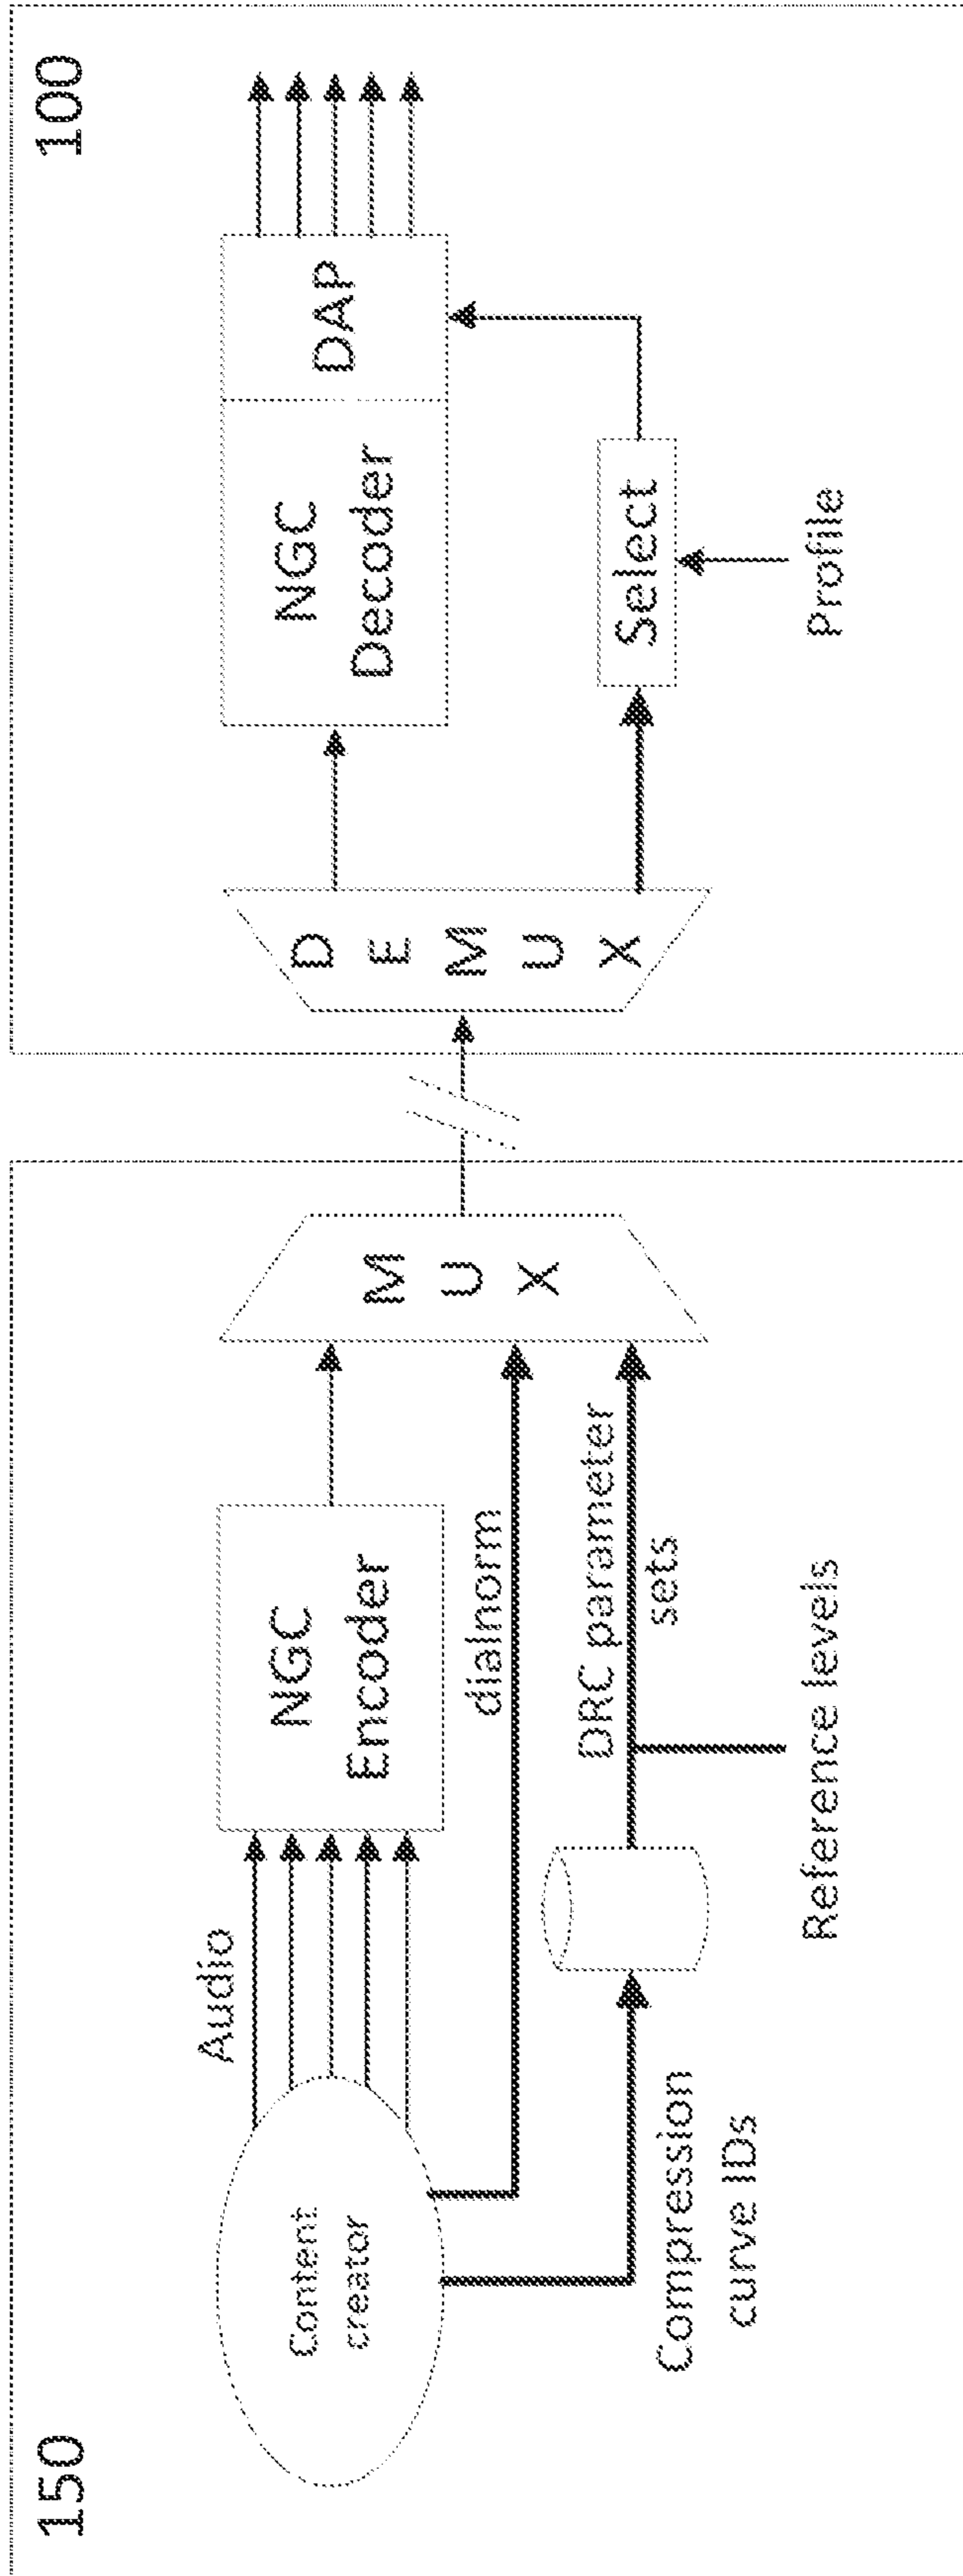 150
Content
creator
Audio
NGC
Encoder
dialnorm
Compression
curve IDs
DRC parameter
sets
Reference levels
M
U
X
100
D
E
M
U
X
NGC
Decoder
DAP
Select
Profile